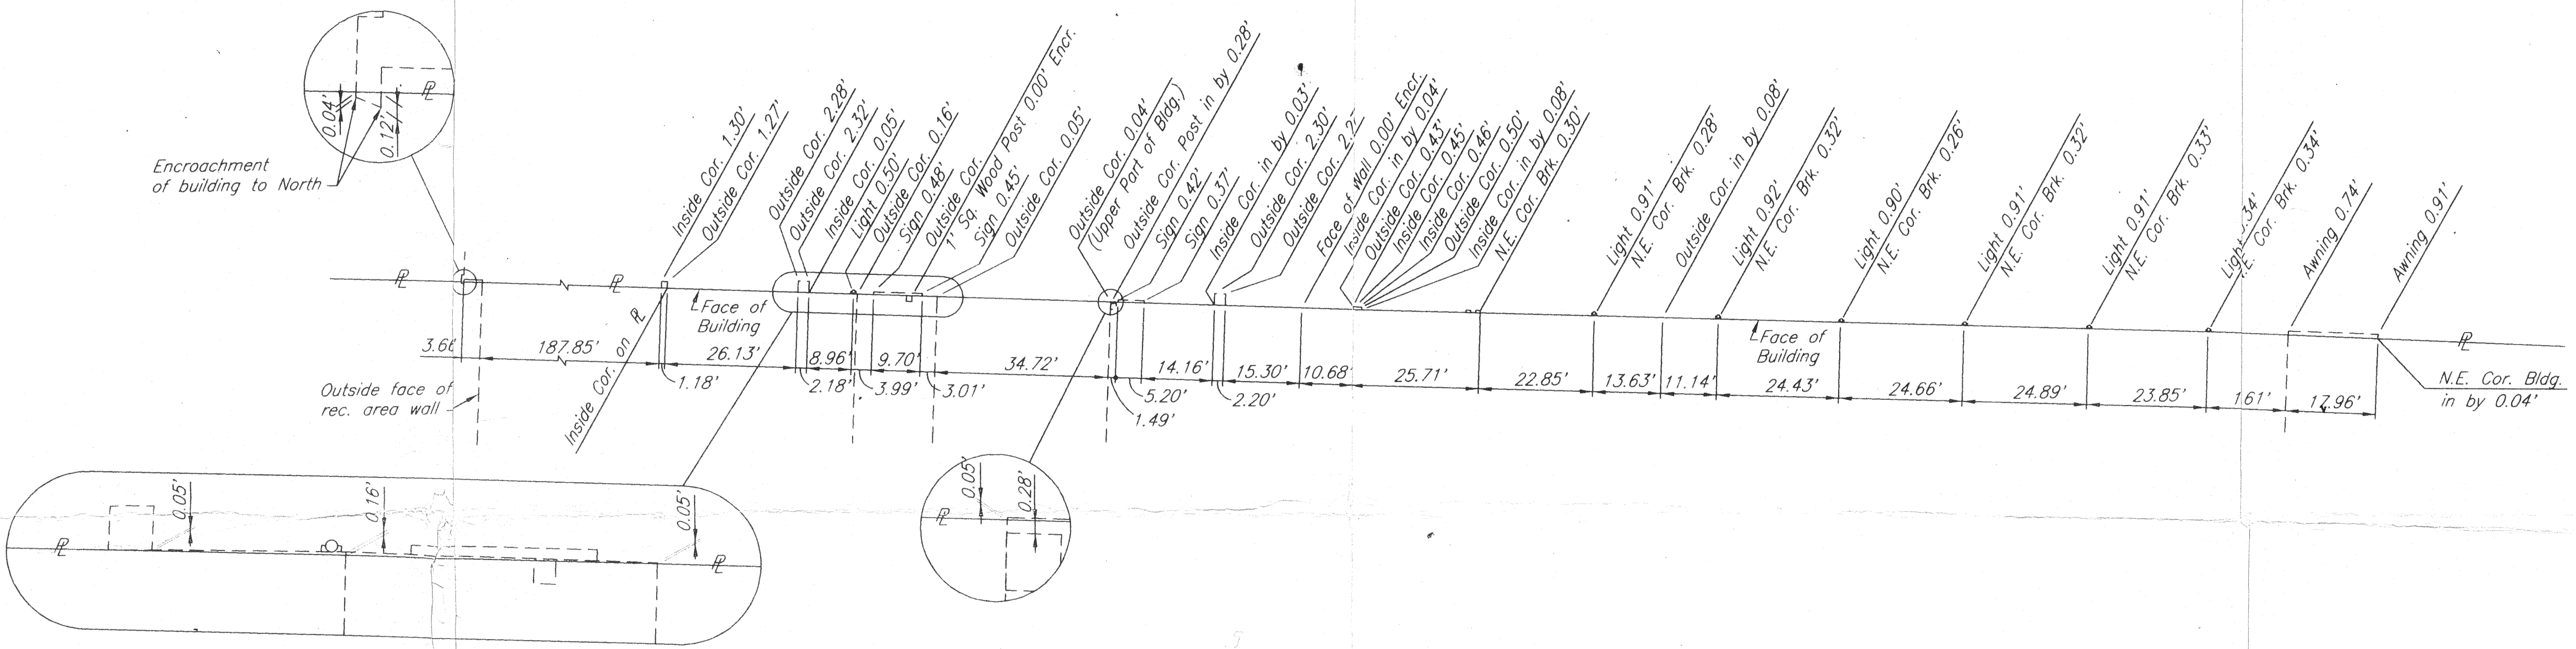 0.04'
0.12'
℄
Encroachment
of building to North
Inside Cor. 1.30'
Outside Cor. 1.27'
Outside Cor. 2.28'
Outside Cor. 2.32'
Inside Cor. 0.05'
Light 0.50'
Outside Cor. 0.16'
Sign 0.48'
Outside Cor.
1' Sq. Wood Post 0.00' Encr.
Sign 0.45'
Outside Cor. 0.05'
Outside Cor. 0.04'
(Upper Part of Bldg.)
Outside Cor. Post in by 0.28'
Sign 0.42'
Sign 0.37'
Inside Cor. in by 0.03'
Outside Cor. 2.30'
Outside Cor.
Face of Wall 0.00' Encr.
Inside Cor. in by 0.04'
Outside Cor. 0.43'
Inside Cor. 0.45'
Inside Cor. 0.46'
Outside Cor. 0.50'
Inside Cor. in by 0.08'
N.E. Cor. Brk. 0.30'
Light 0.91'
N.E. Cor. Brk. 0.28'
Outside Cor. in by 0.08'
Light 0.92'
N.E. Cor. Brk. 0.32'
Light 0.90'
N.E. Cor. Brk. 0.26'
Light 0.91'
N.E. Cor. Brk. 0.32'
Light 0.91'
N.E. Cor. Brk. 0.33'
Light
Cor. Brk. 0.34'
Awning 0.74'
Awning 0.91'
℄
℄
Face of
Building
Face of
Building
℄
3.66
187.85'
Inside Cor. on ℄
1.18'
26.13'
2.18'
8.96'
3.99'
9.70'
3.01'
34.72'
1.49'
5.20'
14.16'
2.20'
15.30'
10.68'
25.71'
22.85'
13.63'
11.14'
24.43'
24.66'
24.89'
23.85'
17.96'
N.E. Cor. Bldg.
in by 0.04'
Outside face of
rec. area wall
℄
0.05'
0.16'
0.05'
℄
℄
0.05'
0.28'